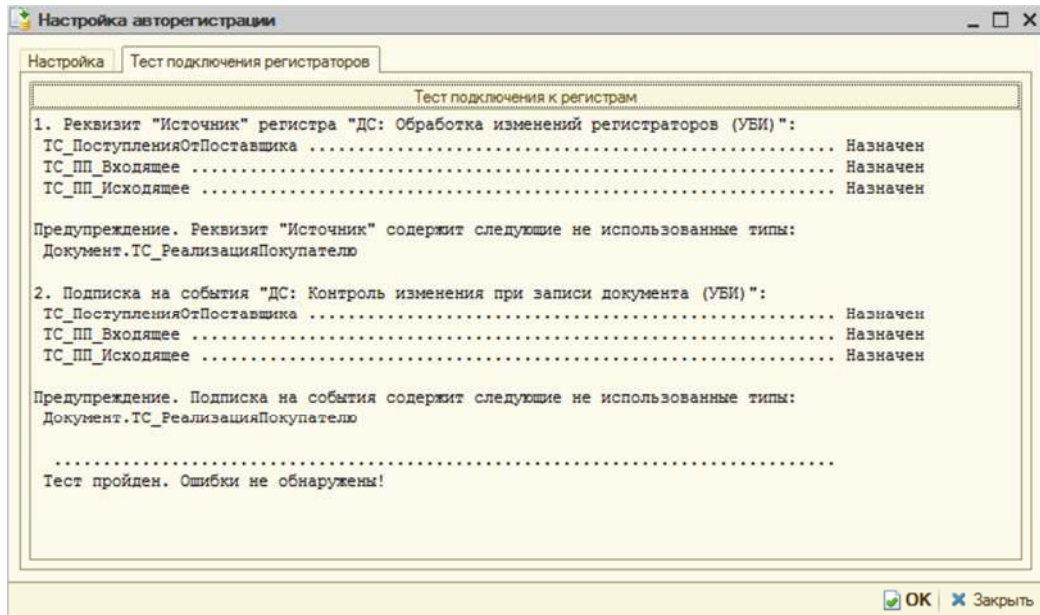 Настройка авторегистрации
Настройка
Тест подключения регистраторов
Тест подключения к регистрам
1. Реквизит "Источник" регистра "ДС: Обработка изменений регистраторов (УБИ)":
ТС_ПоступленияОтПоставщика ...................................................... Назначен
ТС_ПП_Входящее .................................................................. Назначен
ТС_ПП_Исходящее ................................................................. Назначен
Предупреждение. Реквизит "Источник" содержит следующие не использованные типы:
Документ.ТС_РеализацияПокупателю
2. Подписка на события "ДС: Контроль изменения при записи документа (УБИ)":
ТС_ПоступленияОтПоставщика ...................................................... Назначен
ТС_ПП_Входящее .................................................................. Назначен
ТС_ПП_Исходящее ................................................................. Назначен
Предупреждение. Подписка на события содержит следующие не использованные типы:
Документ.ТС_РеализацияПокупателю
................................................................................
Тест пройден. Ошибки не обнаружены!
OK
Закрыть